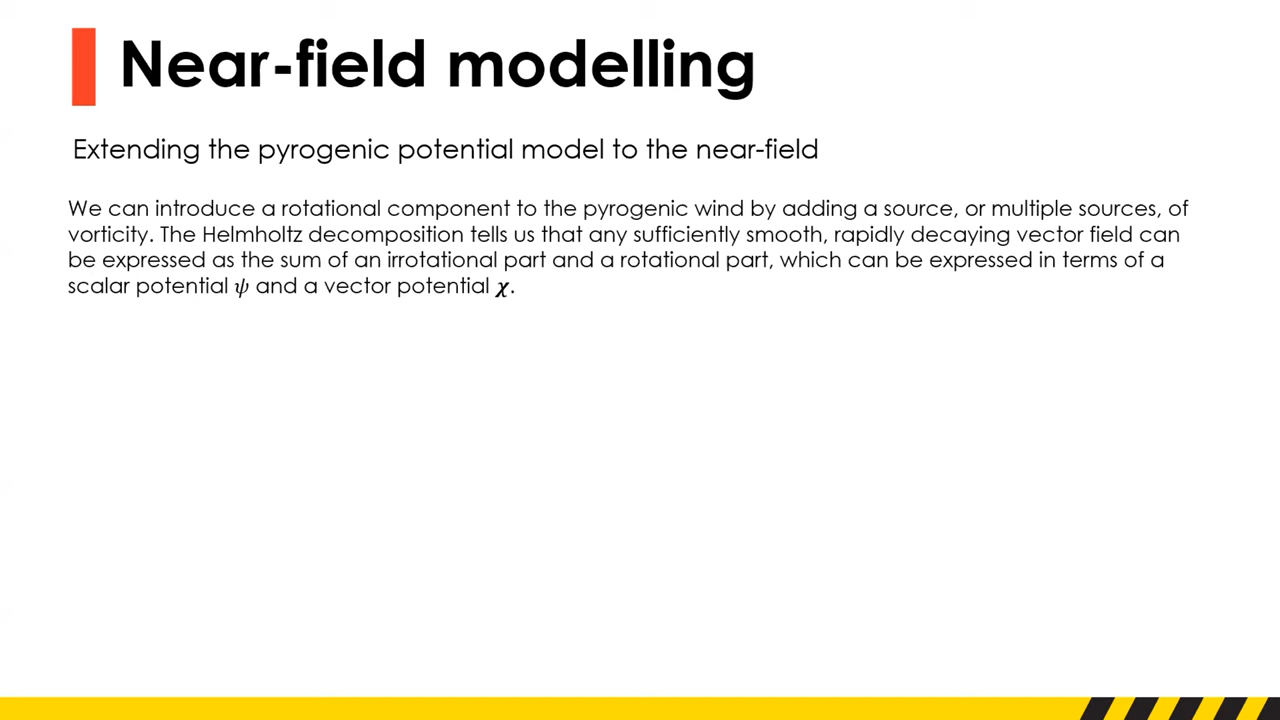 Near-field modelling
Extending the pyrogenic potential model to the near-field
We can introduce a rotational component to the pyrogenic wind by adding a source, or multiple sources, of
vorticity. The Helmholtz decomposition tells us that any sufficiently smooth, rapidly decaying vector field can
be expressed as the sum of an irrotational part and a rotational part, which can be expressed in terms of a
scalar potential ψ and a vector potential χ.